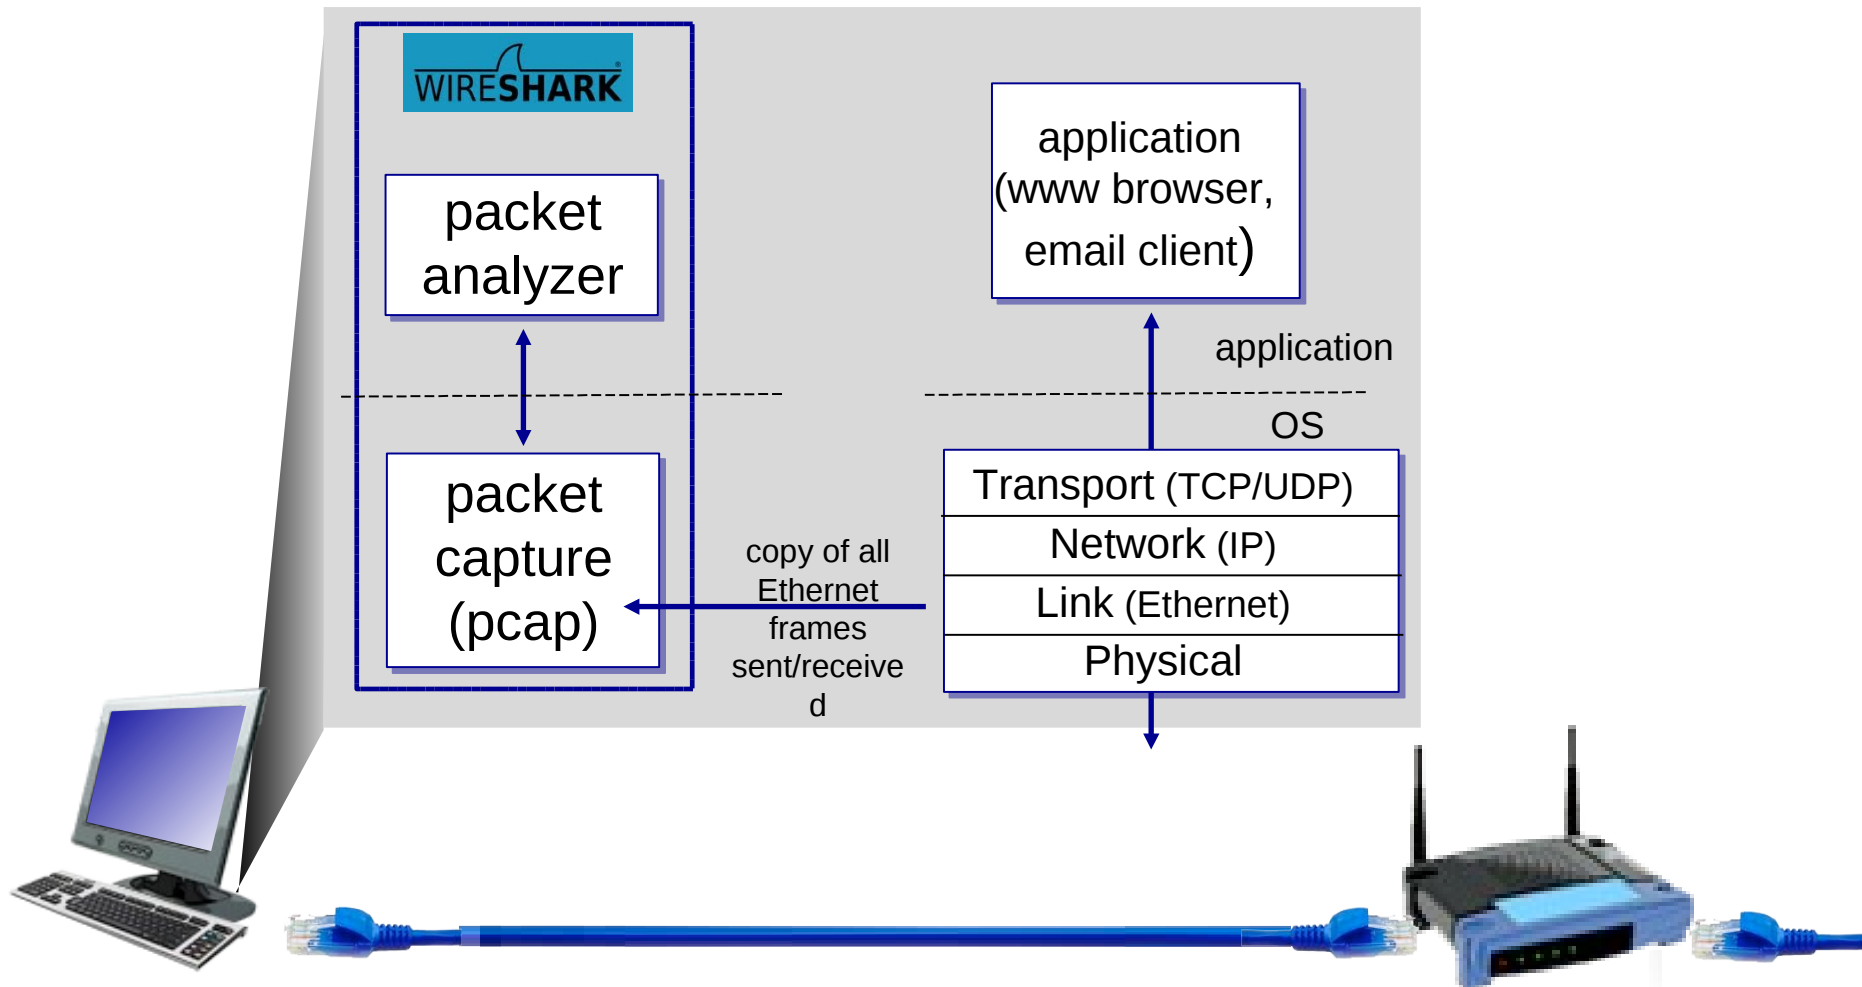 WIRESHARK®
packet
analyzer
packet
capture
(pcap)
copy of all
Ethernet
frames
sent/receive
d
application
(www browser,
email client)
application
OS
Transport (TCP/UDP)
Network (IP)
Link (Ethernet)
Physical